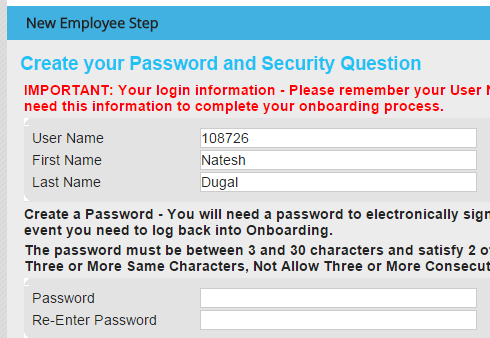 New Employee Step
Create your Password and Security Question
IMPORTANT: Your login information - Please remember your User
need this information to complete your onboarding process.
User Name 108726
First Name Natesh
Last Name Dugal
Create a Password - You will need a password to electronically sign
event you need to log back into Onboarding.
The password must be between 3 and 30 characters and satisfy 2
Three or More Same Characters, Not Allow Three or More
Password
Re-Enter Password